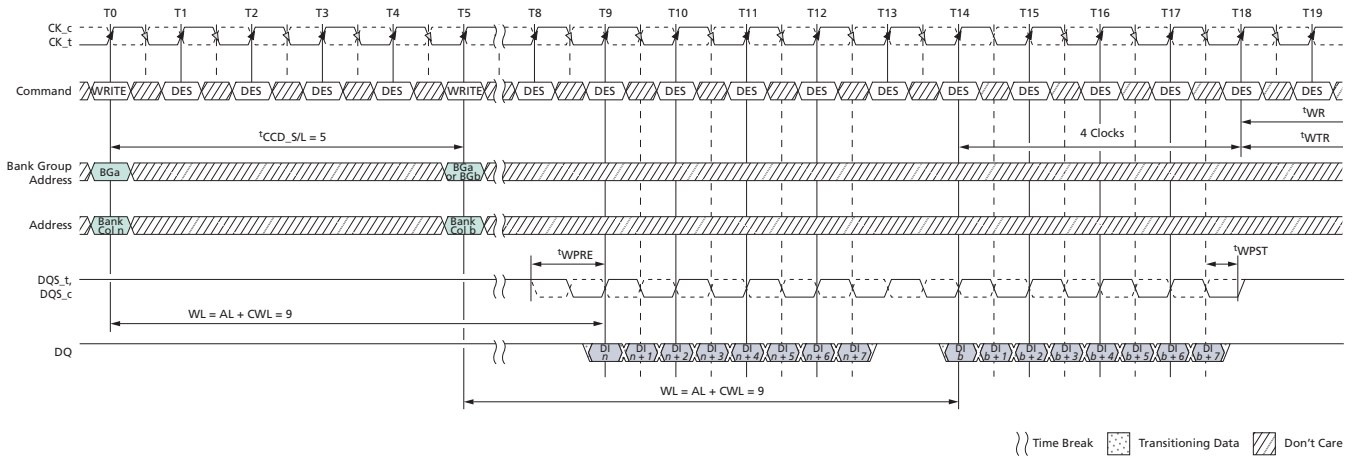 T0 T1 T2 T3 T4 T5 T8 T9 T10 T11 T12 T13 T14 T15 T16 T17 T18 T19
CK_c
CK_t
Command WRITE DES DES DES DES WRITE DES DES DES DES DES DES DES DES DES DES DES DES
tWR
tCCD_S/L = 5
4 Clocks
tWTR
Bank Group
Address
BGa
BGa
or BGb
Address
Bank
Col n
Bank
Col b
tWPRE
tWPST
DQS_t,
DQS_c
WL = AL + CWL = 9
DQ
DI
n
DI
n + 1
DI
n + 2
DI
n + 3
DI
n + 4
DI
n + 5
DI
n + 6
DI
n + 7
DI
b
DI
b + 1
DI
b + 2
DI
b + 3
DI
b + 4
DI
b + 5
DI
b + 6
DI
b + 7
WL = AL + CWL = 9
Time Break Transitioning Data Don't Care